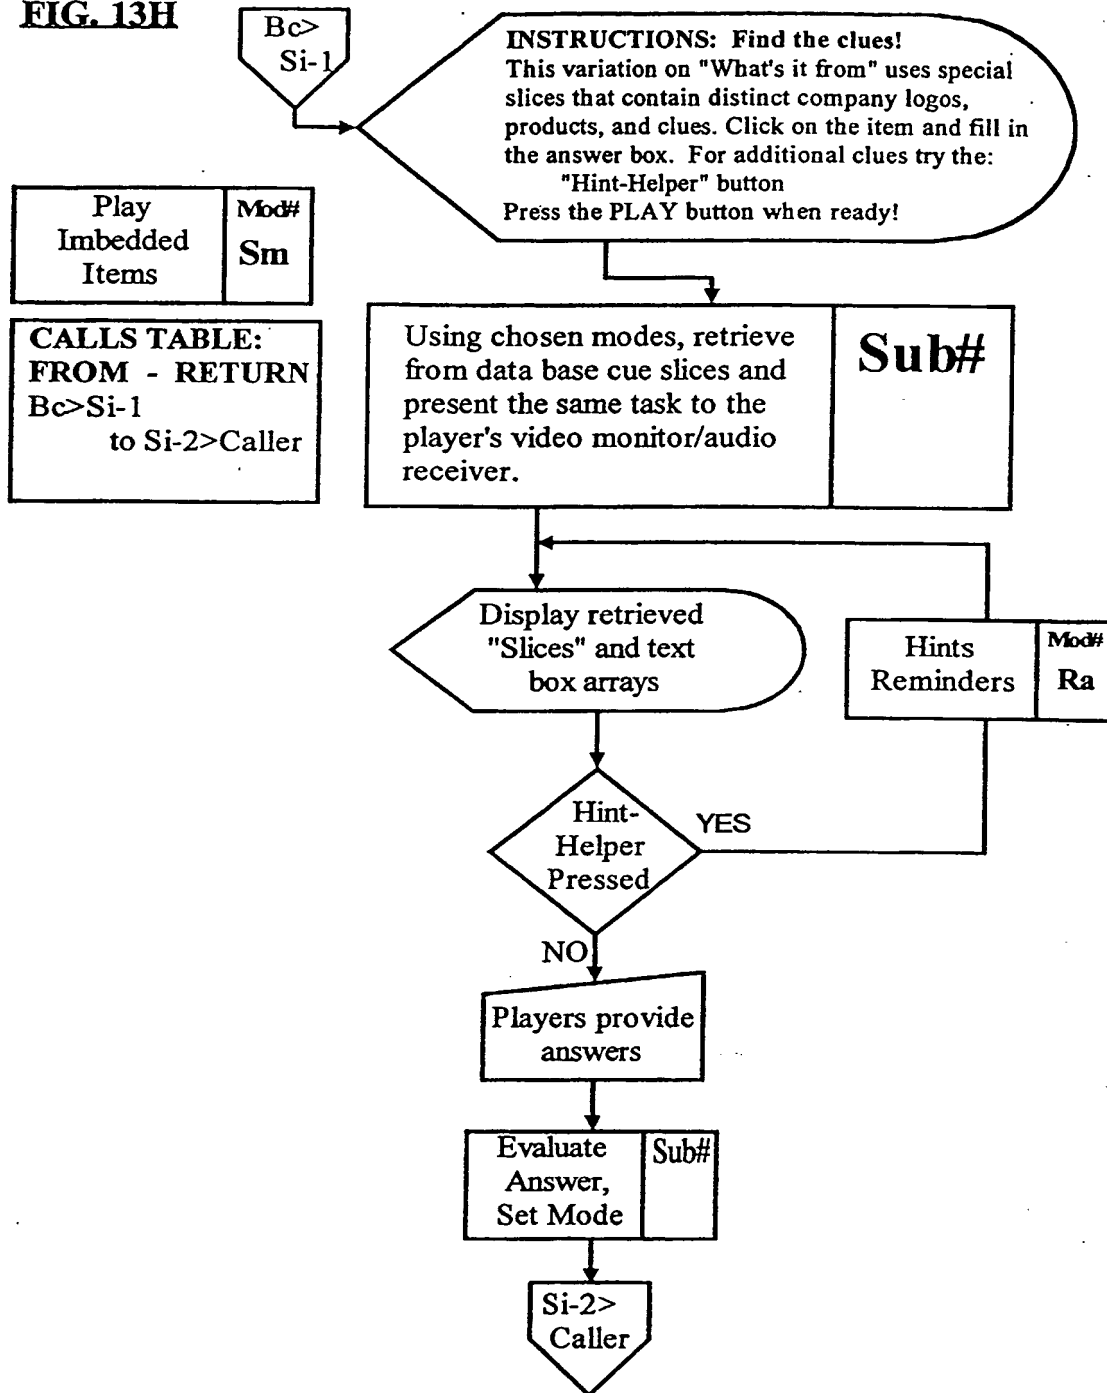 FIG. 13H
Bc>
Si-1
INSTRUCTIONS: Find the clues!
This variation on "What's it from" uses special
slices that contain distinct company logos,
products, and clues. Click on the item and fill in
the answer box. For additional clues try the:
"Hint-Helper" button
Press the PLAY button when ready!
Play
Imbedded
Items
Mod#
Sm
CALLS TABLE:
FROM - RETURN
Bc>Si-1
to Si-2>Caller
Using chosen modes, retrieve
from data base cue slices and
present the same task to the
player's video monitor/audio
receiver.
Sub#
Display retrieved
"Slices" and text
box arrays
Hints
Reminders
Mod#
Ra
Hint-
Helper
Pressed
YES
NO
Players provide
answers
Evaluate
Answer,
Set Mode
Sub#
Si-2>
Caller